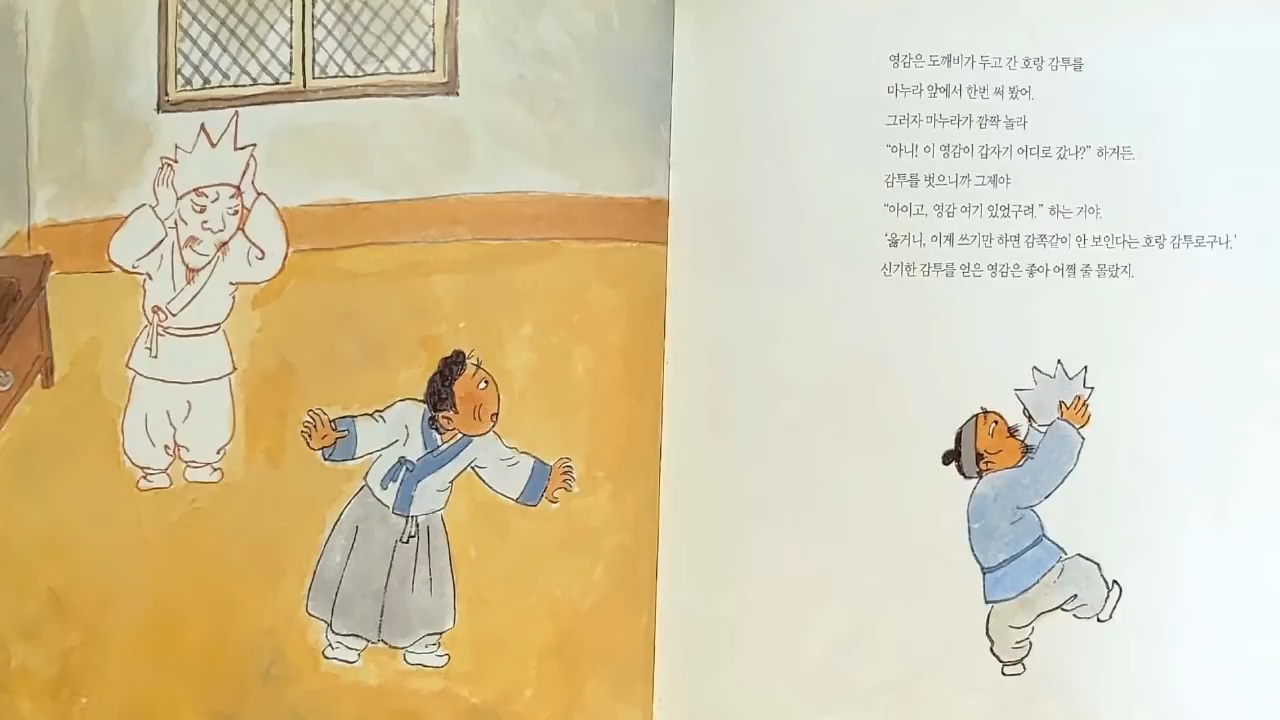 영감은 도깨비가 두고 간 호랑 감투를
마누라 앞에서 한번 써 봤어.
그러자 마누라가 깜짝 놀라
“아니! 이 영감이 갑자기 어디로 갔나?” 하거든.
감투를 벗으니까 그제야
“아이고, 영감 여기 있었구려.” 하는 거야.
‘옳거니, 이게 쓰기만 하면 감쪽같이 안 보인다는 호랑 감투로구나.’
신기한 감투를 얻은 영감은 좋아 어쩔 줄 몰랐지.